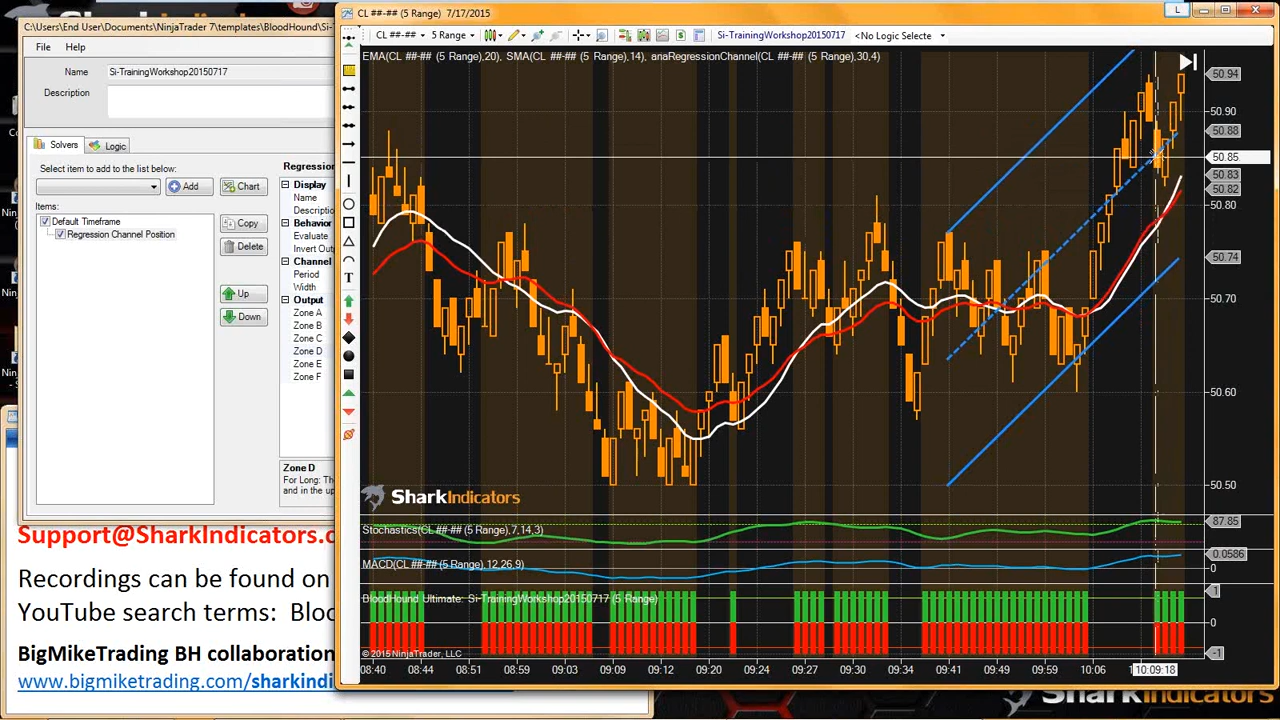 C:\Users\End User\Documents\NinjaTrader 7\templates\BloodHound\Si-T
File Help
Name Si-TrainingWorkshop20150717
Description
Solvers Logic
Select item to add to the list below:
Add Chart
Items:
Default Timeframe
Regression Channel Position
Copy
Delete
Up
Down
Regression
Display
Name
Descripti
Behavior
Evaluate
Invert Out
Channel
Period
Width
Output
Zone A
Zone B
Zone C
Zone D
Zone E
Zone F
Zone D
For Long: Th
and in the up
Support@SharkIndicators.c
Recordings can be found on
YouTube search terms: Bloo
BigMikeTrading BH collaboration
www.bigmiketrading.com/sharkindi
CL ##-## (5 Range) 7/17/2015
L
CL ##-## 5 Range Si-TrainingWorkshop20150717 <No Logic Selecte
EMA(CL ##-## (5 Range),20), SMA(CL ##-## (5 Range),14), anaRegressionChannel(CL ##-## (5 Range),30,4)
T
50.94
50.90
50.88
50.85
50.83
50.82
50.80
50.74
50.70
50.60
50.50
SharkIndicators
Stochastics(CL ##-## (5 Range),7,14,3)
87.85
MACD(CL ##-## (5 Range),12,26,9)
0.0586
0
BloodHound Ultimate: Si-TrainingWorkshop20150717 (5 Range)
1
0
-1
© 2015 NinjaTrader, LLC
08:40 08:44 08:51 08:59 09:03 09:09 09:12 09:20 09:24 09:27 09:30 09:34 09:41 09:49 09:59 10:06 10:09:18
SharkIndicators